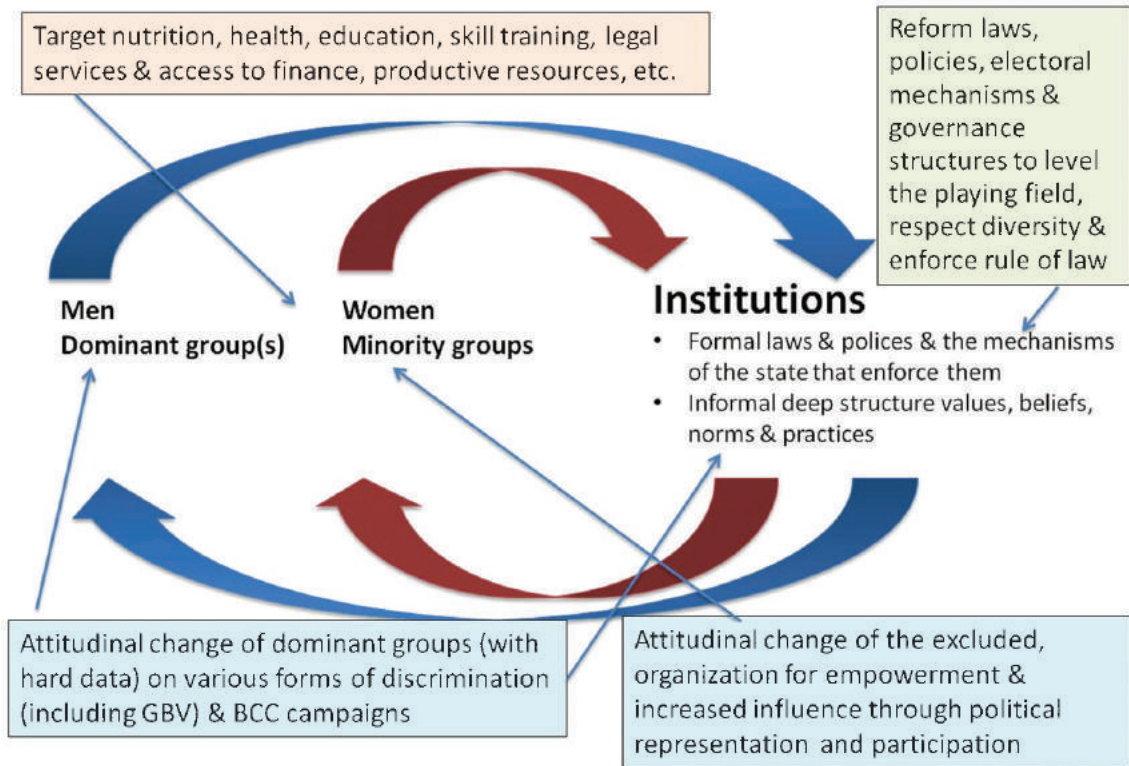 Target nutrition, health, education, skill training, legal
services & access to finance, productive resources, etc.
Reform laws,
policies, electoral
mechanisms &
governance
structures to level
the playing field,
respect diversity &
enforce rule of law
Men
Dominant group(s)
Women
Minority groups
Institutions
• Formal laws & polices & the mechanisms
of the state that enforce them
• Informal deep structure values, beliefs,
norms & practices
Attitudinal change of dominant groups (with
hard data) on various forms of discrimination
(including GBV) & BCC campaigns
Attitudinal change of the excluded,
organization for empowerment &
increased influence through political
representation and participation